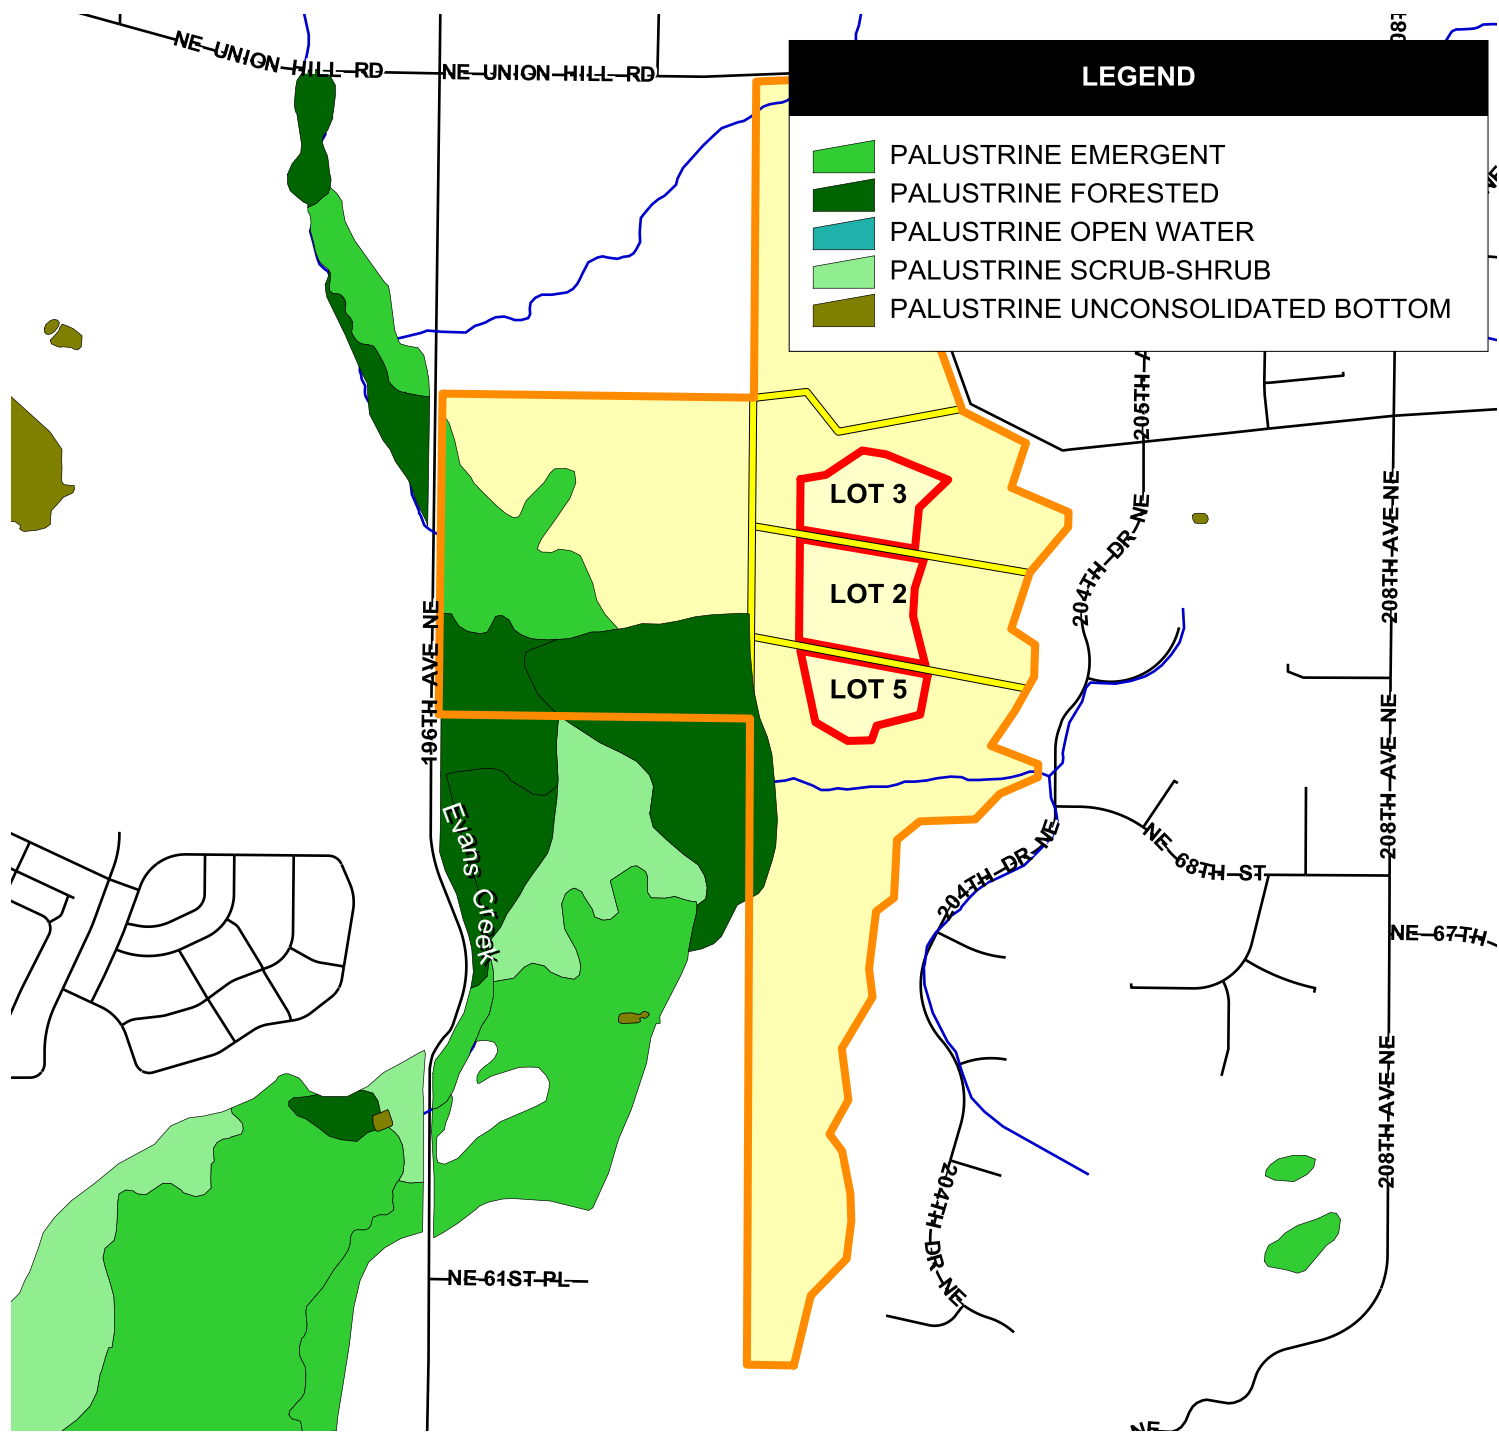 NE UNION HILL RD
NE UNION HILL RD
LEGEND
PALUSTRINE EMERGENT
PALUSTRINE FORESTED
PALUSTRINE OPEN WATER
PALUSTRINE SCRUB-SHRUB
PALUSTRINE UNCONSOLIDATED BOTTOM
LOT 3
LOT 2
LOT 5
196TH AVE NE
Evans Creek
205TH
204TH DR NE
208TH AVE NE
208TH AVE NE
NE 68TH ST
204TH DR NE
NE 67TH
208TH AVE NE
204TH DR NE
NE 61ST PL
NE